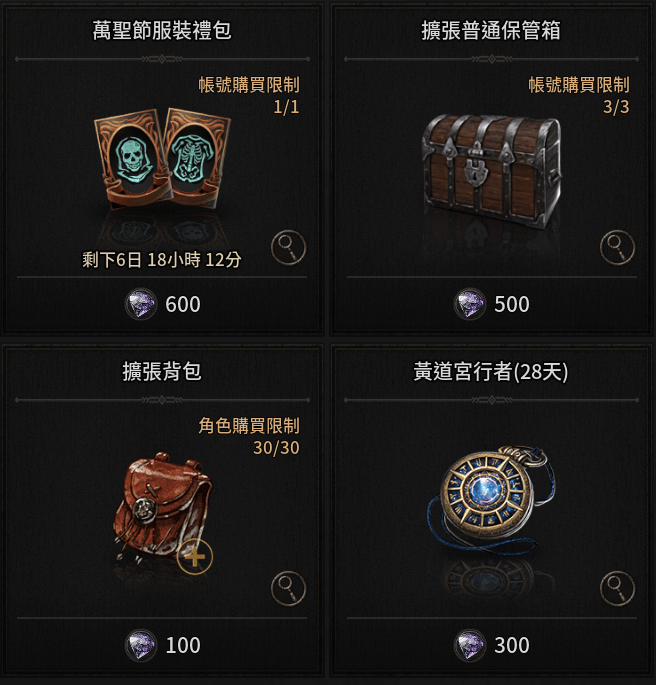 萬聖節服裝禮包
帳號購買限制
1/1
剩下6日 18小時 12分
600
擴張普通保管箱
帳號購買限制
3/3
500
擴張背包
角色購買限制
30/30
100
黃道宮行者(28天)
300